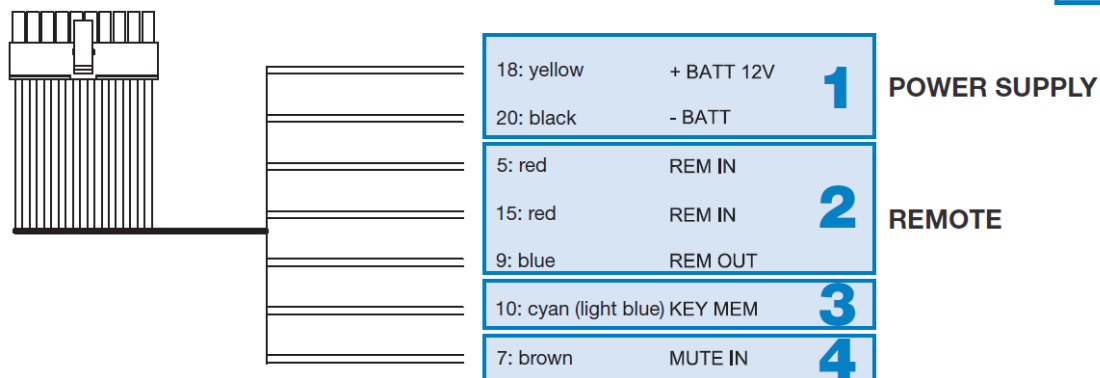 18: yellow + BATT 12V
20: black - BATT
1
POWER SUPPLY
5: red REM IN
15: red REM IN
9: blue REM OUT
2
REMOTE
10: cyan (light blue) KEY MEM 3
7: brown MUTE IN 4